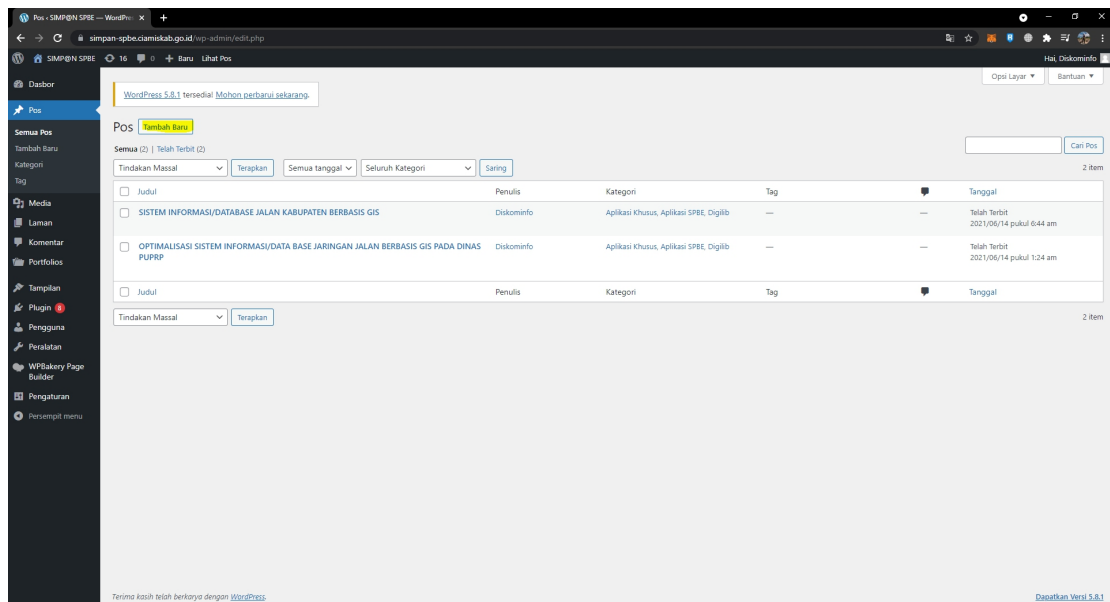 Pos ‹ SIMP@N SPBE — WordPre
simpan-spbe.ciamiskab.go.id/wp-admin/edit.php
SIMP@N SPBE 16 0 + Baru Lihat Pos
Hai, Diskominfo
Opsi Layar ▼ Bantuan ▼
Dasbor
Pos
Semua Pos
Tambah Baru
Kategori
Tag
Media
Laman
Komentar
Portfolios
Tampilan
Plugin 8
Pengguna
Peralatan
WPBakery Page
Builder
Pengaturan
Persempit menu
WordPress 5.8.1 tersedia! Mohon perbarui sekarang.
Pos Tambah Baru
Semua (2) | Telah Terbit (2)
Cari Pos
Tindakan Massal Terapkan Semua tanggal Seluruh Kategori Saring
2 item
Judul Penulis Kategori Tag Tanggal
SISTEM INFORMASI/DATABASE JALAN KABUPATEN BERBASIS GIS Diskominfo Aplikasi Khusus, Aplikasi SPBE, Digilib — — Telah Terbit
2021/06/14 pukul 6:44 am
OPTIMALISASI SISTEM INFORMASI/DATA BASE JARINGAN JALAN BERBASIS GIS PADA DINAS Diskominfo Aplikasi Khusus, Aplikasi SPBE, Digilib — — Telah Terbit
PUPRP 2021/06/14 pukul 1:24 am
Judul Penulis Kategori Tag Tanggal
Tindakan Massal Terapkan
2 item
Terima kasih telah berkarya dengan WordPress.
Dapatkan Versi 5.8.1